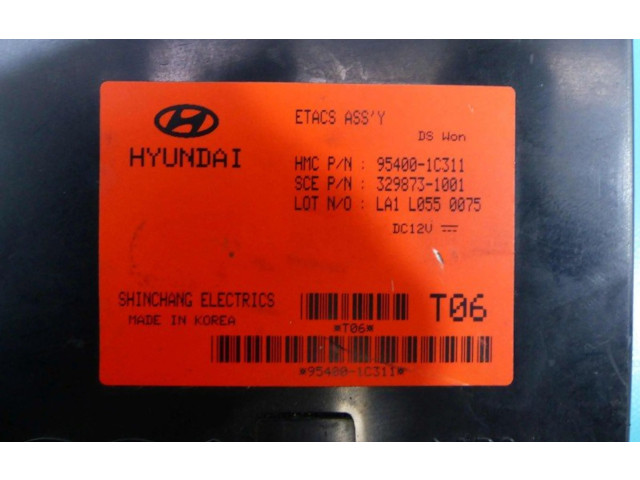 HYUNDAI
ETACS ASS'Y
DS Won
HMC P/N : 95400-1C311
SCE P/N : 329873-1001
LOT N/O : LA1 L055 0075
DC12V
SHINCHANG ELECTRICS
MADE IN KOREA
*T06*
T06
*95400-1C311*